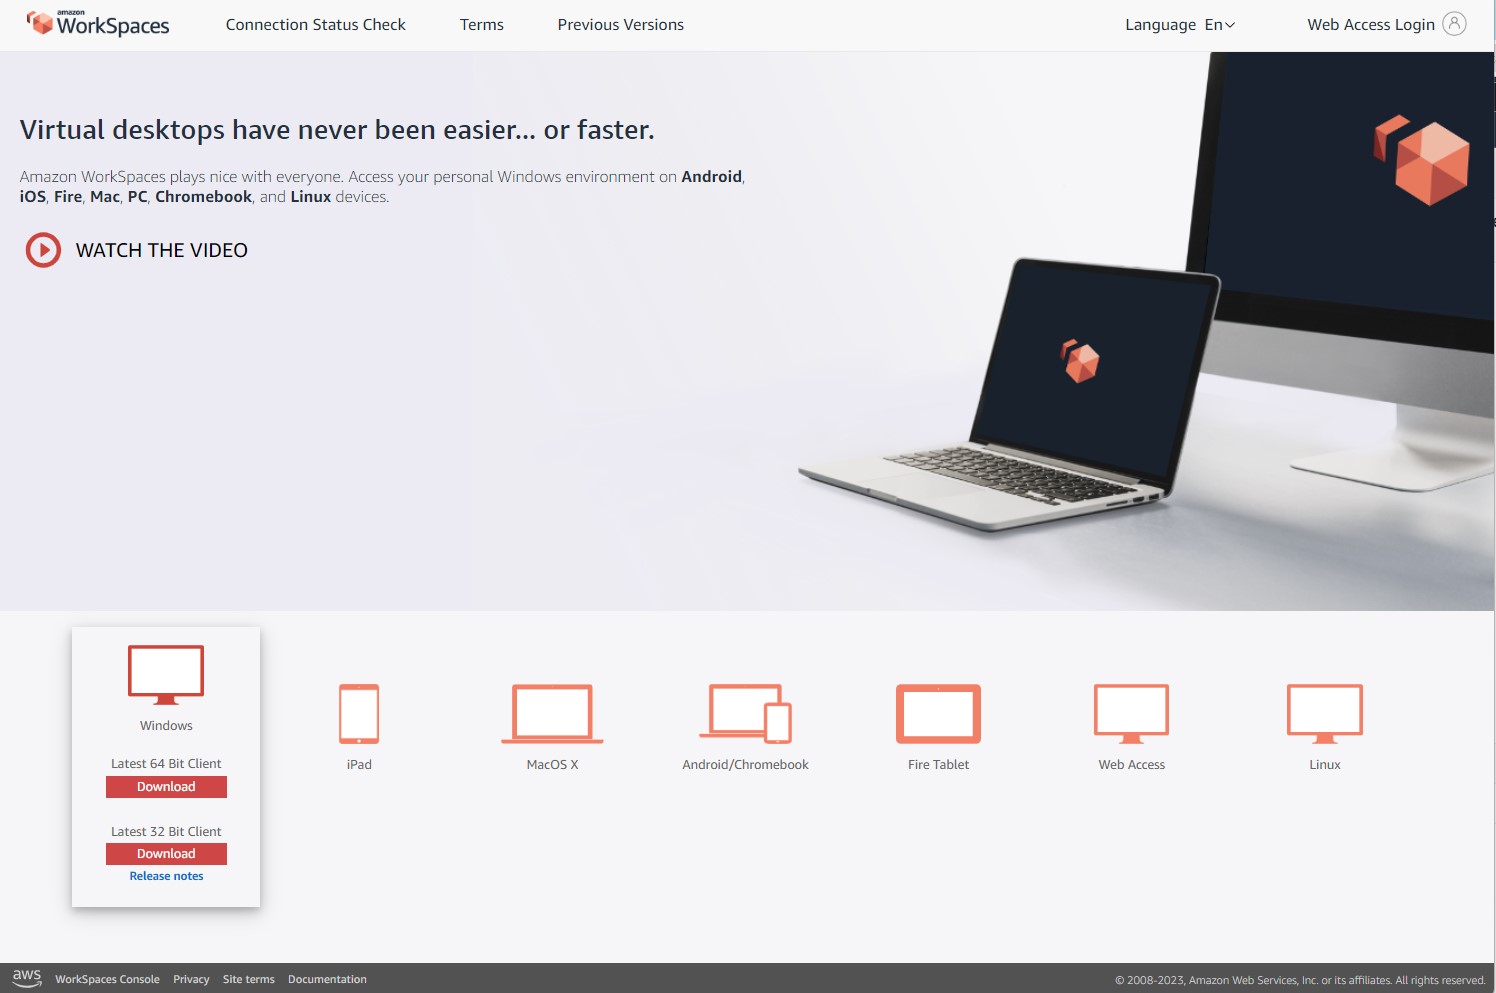 amazon
WorkSpaces
Connection Status Check
Terms
Previous Versions
Language En
Web Access Login
Virtual desktops have never been easier... or faster.
Amazon WorkSpaces plays nice with everyone. Access your personal Windows environment on Android,
iOS, Fire, Mac, PC, Chromebook, and Linux devices.
WATCH THE VIDEO
Windows
Latest 64 Bit Client
Download
Latest 32 Bit Client
Download
Release notes
iPad
MacOS X
Android/Chromebook
Fire Tablet
Web Access
Linux
aws
WorkSpaces Console
Privacy
Site terms
Documentation
© 2008-2023, Amazon Web Services, Inc. or its affiliates. All rights reserved.